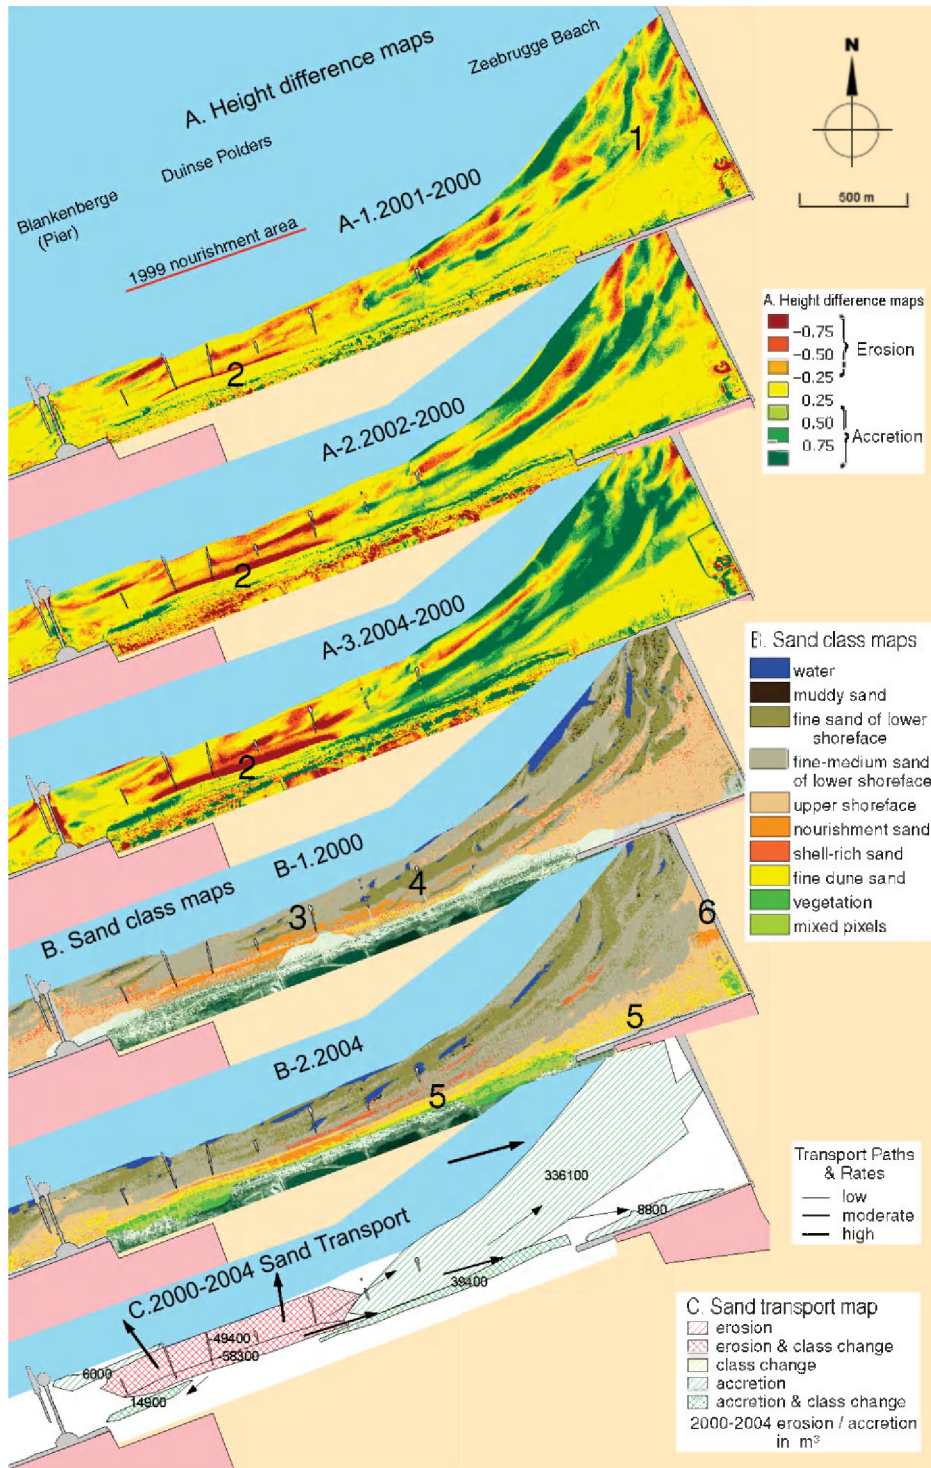 Zeebrugge Beach
A. Height difference maps
Duinse Polders
Blankenberge
(Pier)
1999 nourishment area
A-1.2001-2000
1
2
N
500 m
A. Height difference maps
−0.75
−0.50
−0.25
0.25
0.50
0.75
Erosion
Accretion
A-2.2002-2000
2
A-3.2004-2000
2
B. Sand class maps
water
muddy sand
fine sand of lower
shoreface
fine-medium sand
of lower shoreface
upper shoreface
nourishment sand
shell-rich sand
fine dune sand
vegetation
mixed pixels
B-1.2000
B. Sand class maps
3
4
B-2.2004
5
5
6
C.2000-2004 Sand Transport
336100
8800
39400
-49400
-58300
6000
14900
Transport Paths
& Rates
low
moderate
high
C. Sand transport map
erosion
erosion & class change
class change
accretion
accretion & class change
2000-2004 erosion / accretion
in m³